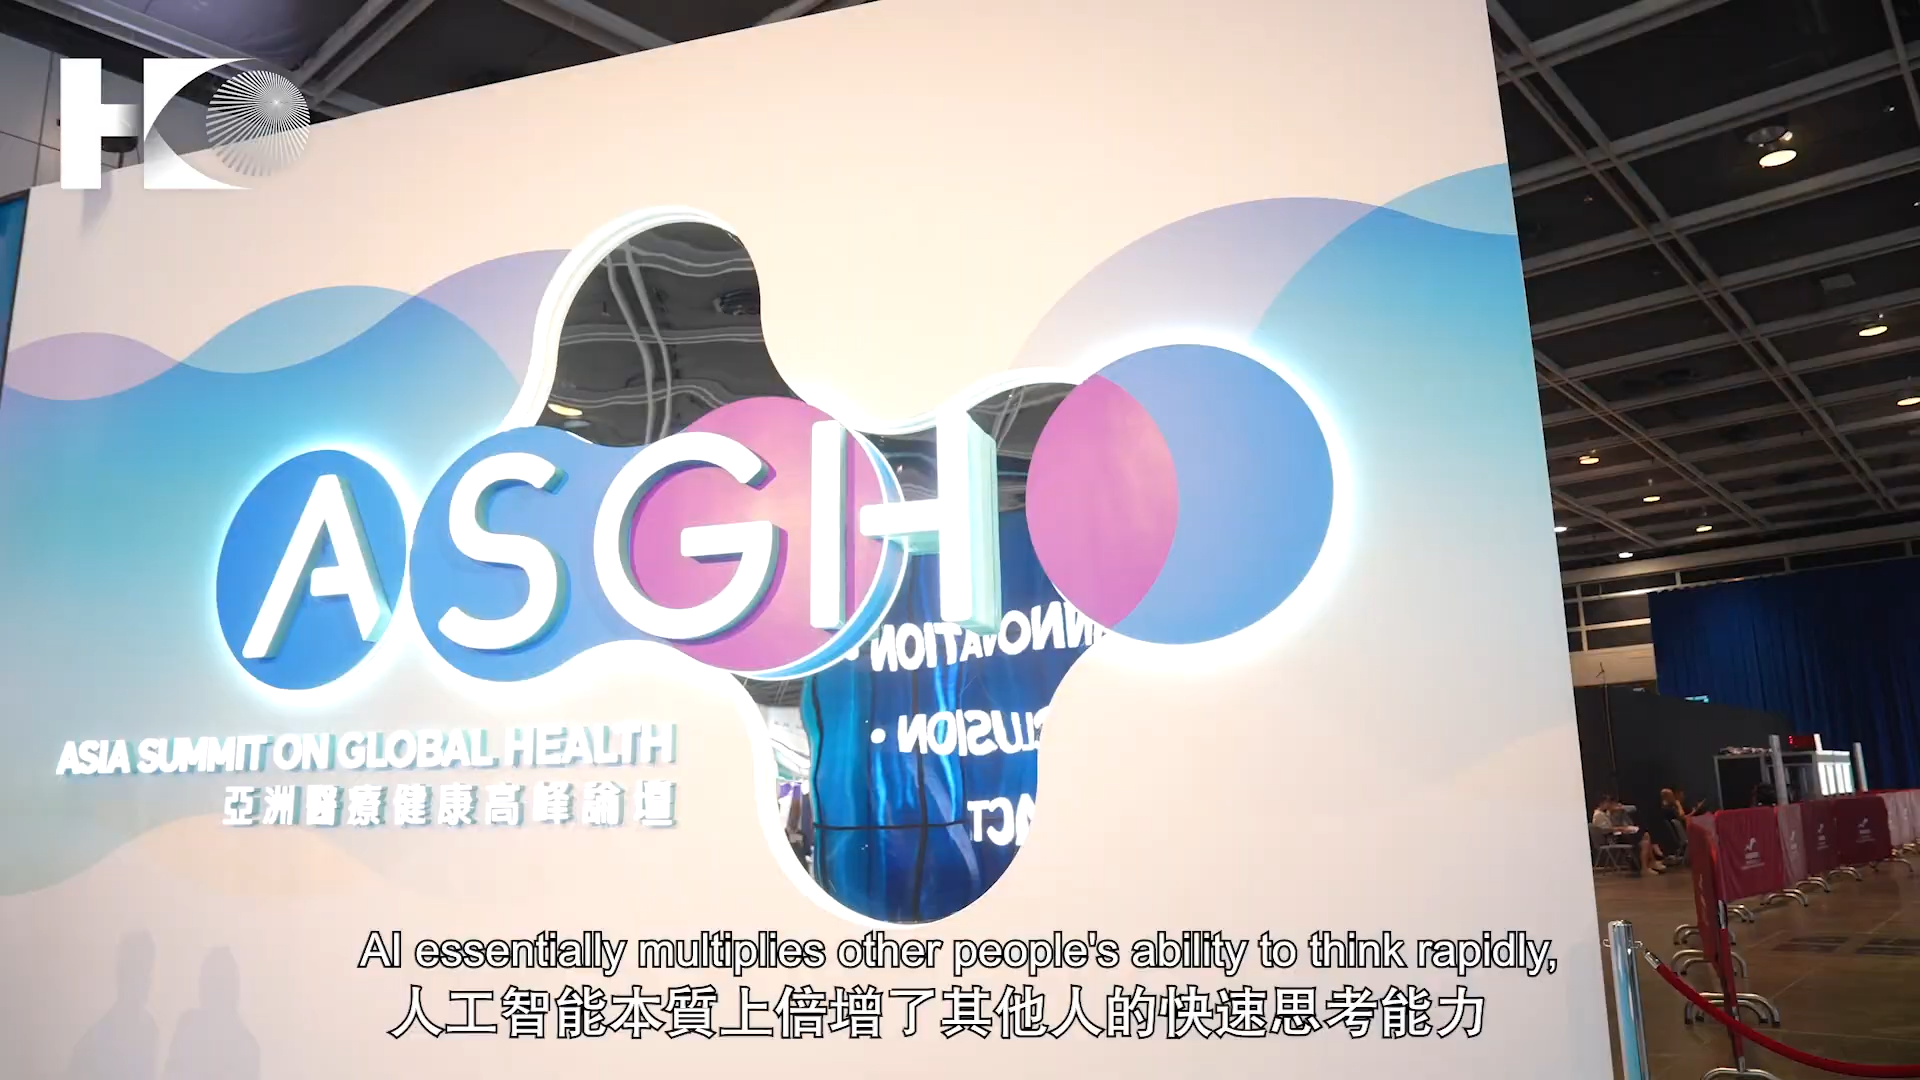 HK
ASGH
INNOVATION •
ASIA SUMMIT ON GLOBAL HEALTH
亞洲醫療健康高峰論壇
AI essentially multiplies other people's ability to think rapidly,
人工智能本質上倍增了其他人的快速思考能力